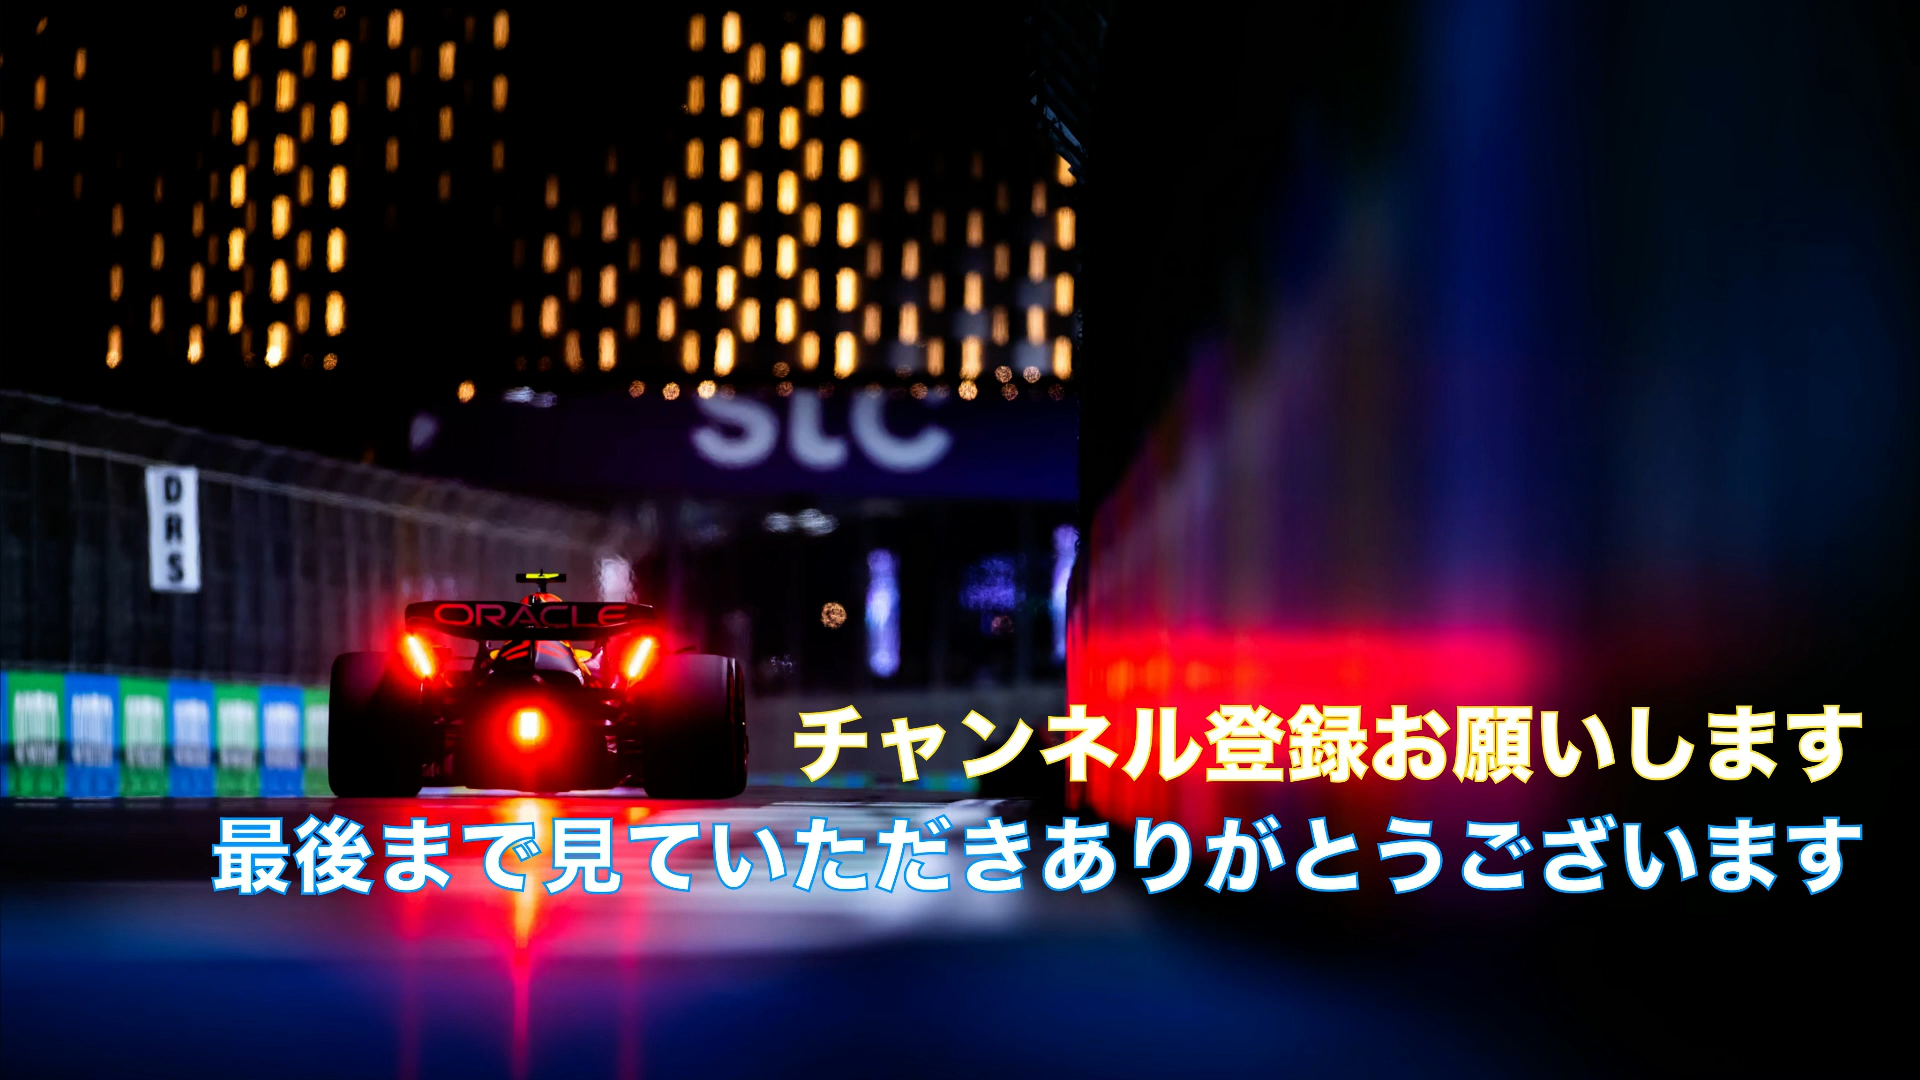 stc
DRS
ORACLE
チャンネル登録お願いします
最後まで見ていただきありがとうございます